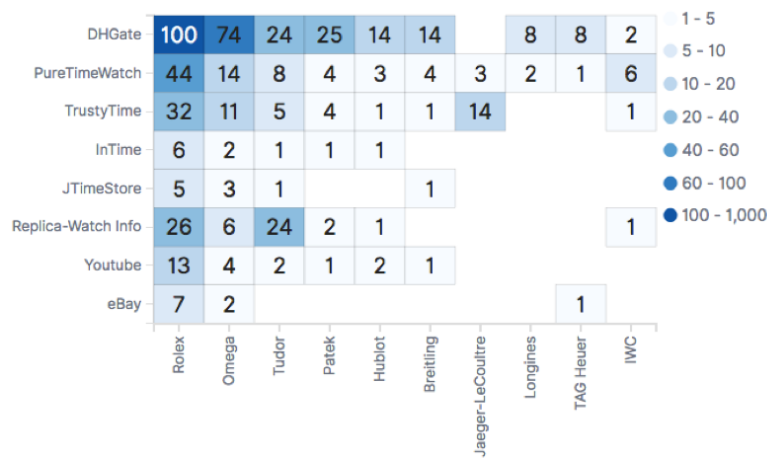 DHGate 100 74 24 25 14 14 8 8 2
PureTimeWatch 44 14 8 4 3 4 3 2 1 6
TrustyTime 32 11 5 4 1 1 14 1
InTime 6 2 1 1 1
JTimeStore 5 3 1 1
Replica-Watch Info 26 6 24 2 1 1
Youtube 13 4 2 1 2 1
eBay 7 2 1
Rolex
Omega
Tudor
Patek
Hublot
Breitling
Jaeger-LeCoultre
Longines
TAG Heuer
IWC
1 - 5
5 - 10
10 - 20
20 - 40
40 - 60
60 - 100
100 - 1,000